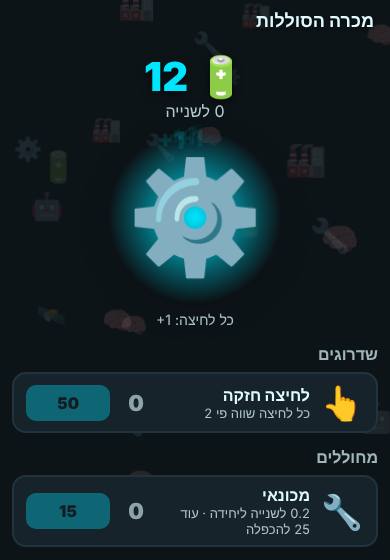 מכרה הסוללות
12
0 לשנייה
כל לחיצה: 1+
שדרוגים
לחיצה חזקה
כל לחיצה שווה פי 2
0
50
מחוללים
מכונאי
0.2 לשנייה ליחידה · עוד
25 להכפלה
0
15